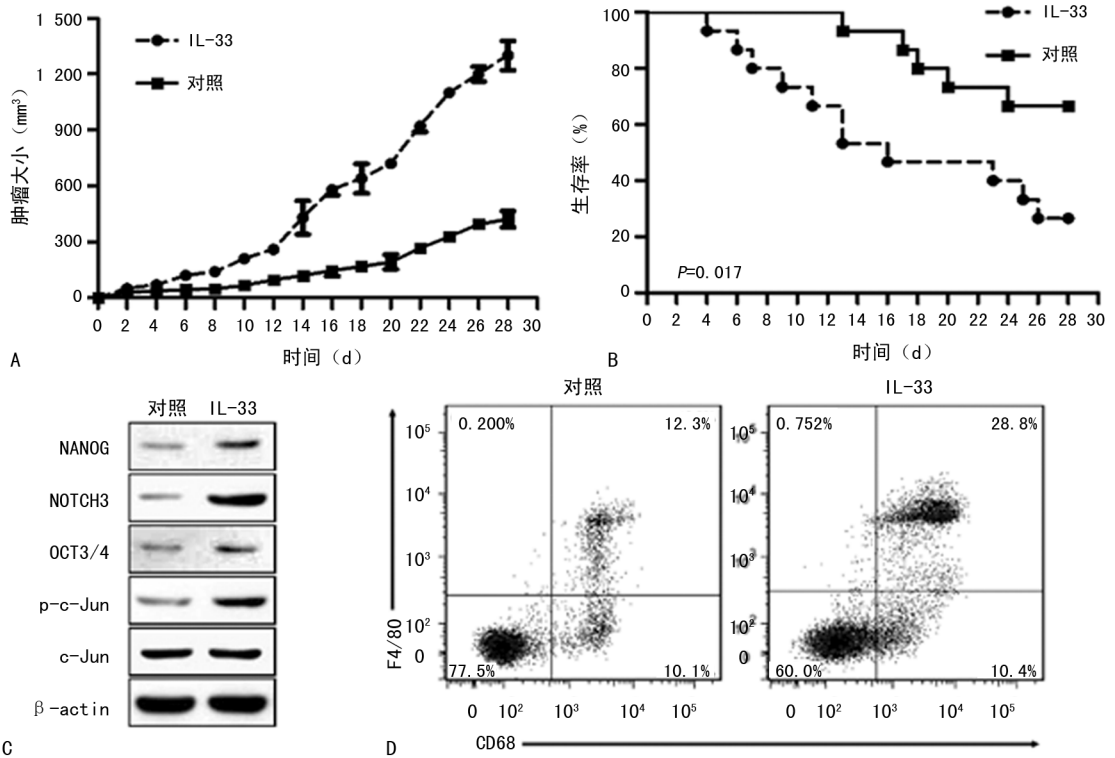 1 500
1 200
900
600
300
0
肿瘤大小（mm³）
IL-33
对照
0 2 4 6 8 10 12 14 16 18 20 22 24 26 28 30
时间（d）
A
100
80
60
40
20
0
生存率（%）
IL-33
对照
P=0.017
0 2 4 6 8 10 12 14 16 18 20 22 24 26 28 30
时间（d）
B
对照 IL-33
NANOG
NOTCH3
OCT3/4
p-c-Jun
c-Jun
β-actin
C
对照
0.200% 12.3%
77.5% 10.1%
10⁵
10⁴
10³
10²
0
F4/80
0 10² 10³ 10⁴ 10⁵
IL-33
0.752% 28.8%
60.0% 10.4%
10⁵
10⁴
10³
10²
0
0 10² 10³ 10⁴ 10⁵
CD68
D